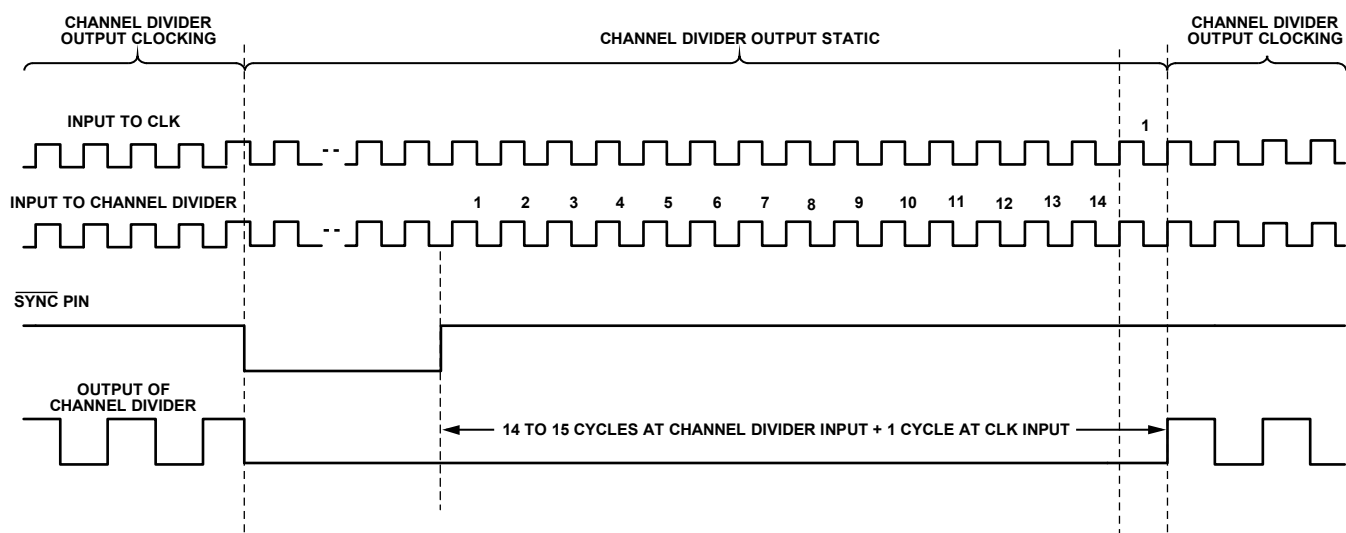 CHANNEL DIVIDER
OUTPUT CLOCKING
CHANNEL DIVIDER OUTPUT STATIC
CHANNEL DIVIDER
OUTPUT CLOCKING
INPUT TO CLK
1
INPUT TO CHANNEL DIVIDER
1 2 3 4 5 6 7 8 9 10 11 12 13 14
SYNC PIN
OUTPUT OF
CHANNEL DIVIDER
14 TO 15 CYCLES AT CHANNEL DIVIDER INPUT + 1 CYCLE AT CLK INPUT